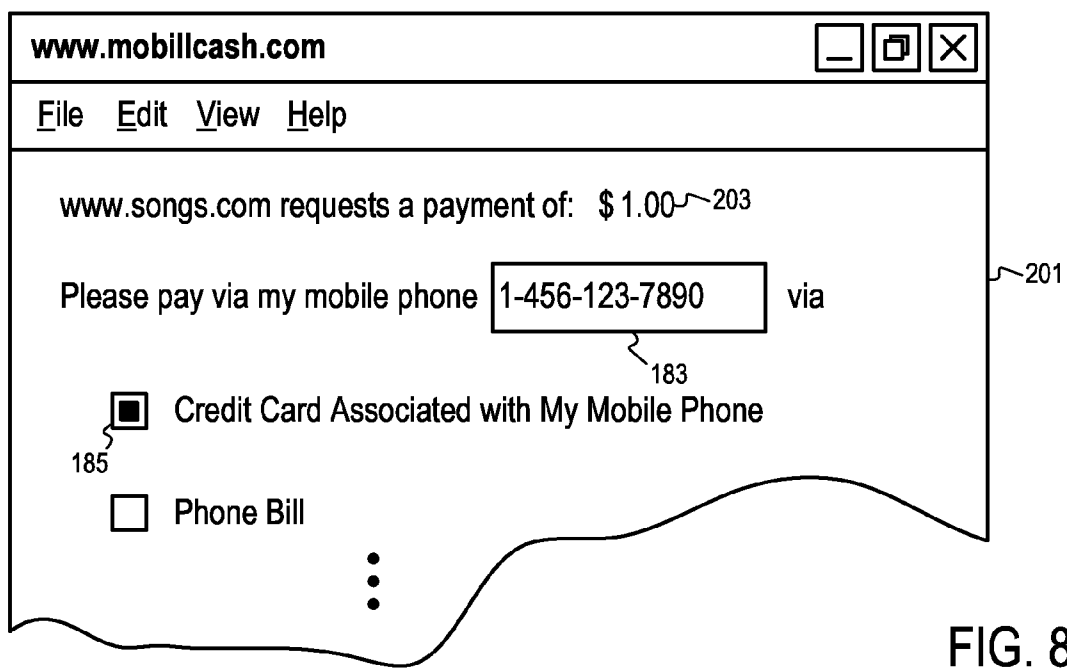 www.mobillcash.com
File Edit View Help
www.songs.com requests a payment of: $1.00 203
201
Please pay via my mobile phone 1-456-123-7890 via
183
Credit Card Associated with My Mobile Phone
185
Phone Bill
FIG. 8